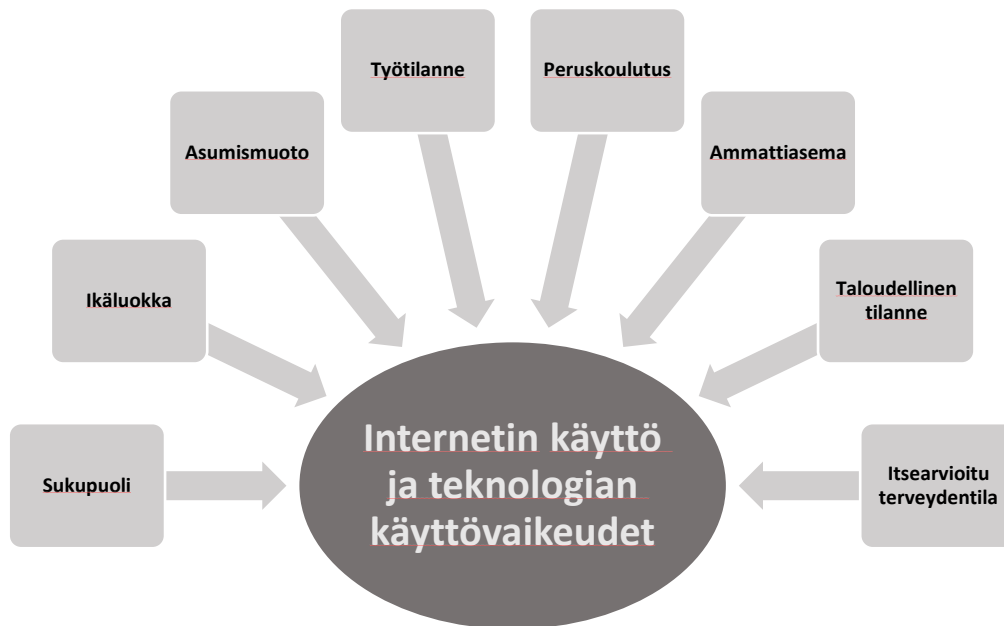 Työtilanne
Peruskoulutus
Asumismuoto
Ammattiasema
Ikäluokka
Taloudellinen
tilanne
Sukupuoli
Internetin käyttö
ja teknologian
käyttövaikeudet
Itsearvioitu
terveydentila